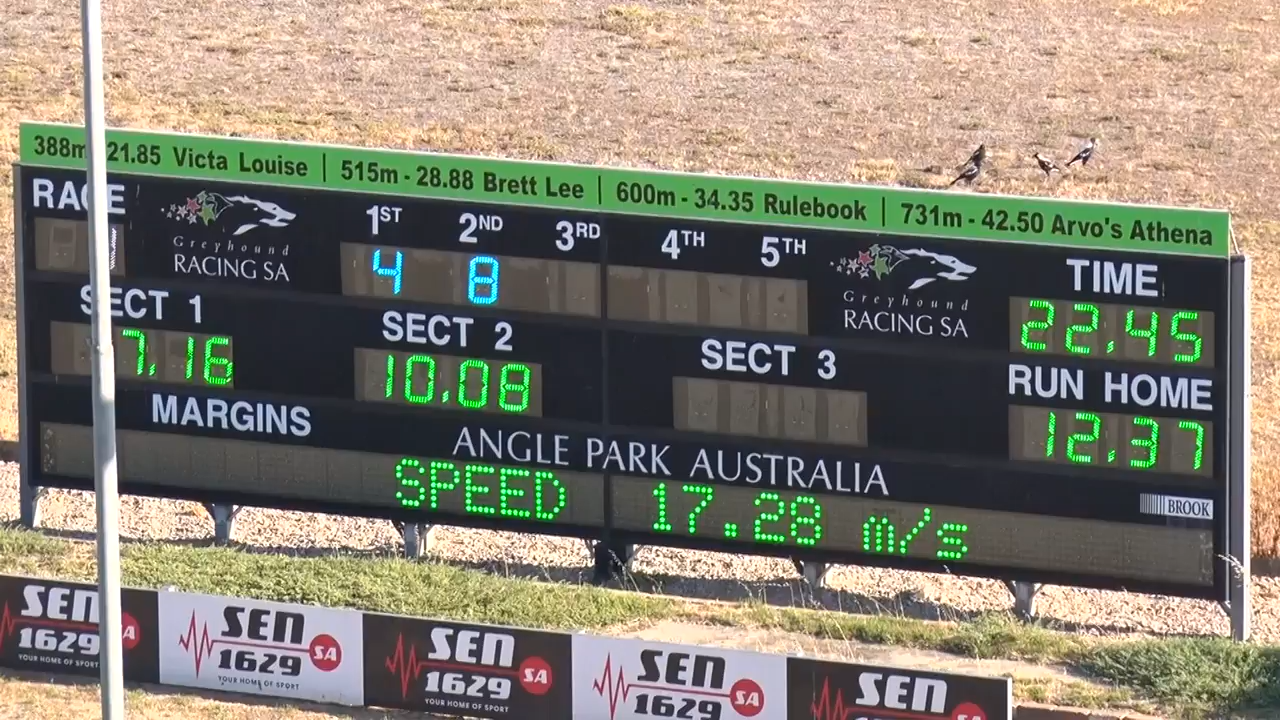 388m 21.85 Victa Louise | 515m - 28.88 Brett Lee | 600m - 34.35 Rulebook | 731m - 42.50 Arvo's Athena
RACE
Greyhound
RACING SA
1ST 2ND 3RD 4TH 5TH
4 8
Greyhound
RACING SA
TIME
22.45
SECT 1
7.16
SECT 2
10.08
SECT 3
RUN HOME
12.37
MARGINS
ANGLE PARK AUSTRALIA
SPEED 17.28 m/s
BROOK
SEN
1629 SA
YOUR HOME OF SPORT
SEN
1629 SA
YOUR HOME OF SPORT
SEN
1629 SA
YOUR HOME OF SPORT
SEN
1629 SA
SEN
1629 SA